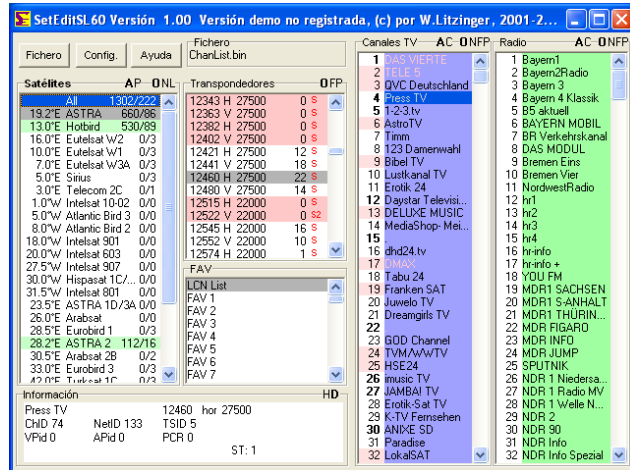 SetEditSL60 Versión 1.00 Versión demo no registrada, (c) por W.Litzinger, 2001-2...
Fichero
Config.
Ayuda
Fichero
ChanList.bin
Satélites AP ONL
All 1302/222
19.2°E ASTRA 660/86
13.0°E Hotbird 530/89
16.0°E Eutelsat W2 0/3
10.0°E Eutelsat W1 0/3
7.0°E Eutelsat W3A 0/3
5.0°E Sirius 0/3
3.0°E Telecom 2C 0/1
1.0°W Intelsat 10-02 0/0
5.0°W Atlantic Bird 3 0/0
8.0°W Atlantic Bird 2 0/0
18.0°W Intelsat 901 0/0
20.0°W Intelsat 603 0/0
27.5°W Intelsat 907 0/0
30.0°W Hispasat 1C/... 0/0
31.5°W Intelsat 801 0/0
23.5°E ASTRA 1D/3A 0/0
26.0°E Arabsat 0/0
28.5°E Eurobird 1 0/3
28.2°E ASTRA 2 112/16
30.5°E Arabsat 2B 0/2
33.0°E Eurobird 3 0/3
42.0°E Turksat 1C 0/3
Transpondedores OFP
12343 H 27500 0 S
12363 V 27500 0 S
12382 H 27500 0 S
12402 V 27500 0 S
12421 H 27500 12 S
12441 V 27500 18 S
12460 H 27500 22 S
12480 V 27500 14 S
12515 H 22000 0 S
12522 V 22000 0 S2
12545 H 22000 16 S
12552 V 22000 10 S
12574 H 22000 1 S
FAV
LCN List
FAV 1
FAV 2
FAV 3
FAV 4
FAV 5
FAV 6
FAV 7
Canales TV AC ONFP
1 DAS VIERTE
2 TELE 5
3 QVC Deutschland
4 Press TV
5 1-2-3.tv
6 AstroTV
7 Timm
8 123 Damenwahl
9 Bibel TV
10 Lustkanal TV
11 Erotik 24
12 Daystar Televisi...
13 DELUXE MUSIC
14 MediaShop- Mei...
15 .
16 dhd24.tv
17 DMAX
18 Tabu 24
19 Franken SAT
20 Juwelo TV
21 Dreamgirls TV
22
23 GOD Channel
24 TVM/WWTV
25 HSE24
26 imusic TV
27 JAMBA! TV
28 Erotik-Sat TV
29 K-TV Fernsehen
30 ANIXE SD
31 Paradise
32 LokalSAT
Radio AC ONFP
1 Bayern1
2 Bayern2Radio
3 Bayern 3
4 Bayern 4 Klassik
5 B5 aktuell
6 BAYERN MOBIL
7 BR Verkehrskanal
8 DAS MODUL
9 Bremen Eins
10 Bremen Vier
11 NordwestRadio
12 hr1
13 hr2
14 hr3
15 hr4
16 hr-info
17 hr-info +
18 YOU FM
19 MDR1 SACHSEN
20 MDR1 S-ANHALT
21 MDR1 THÜRIN...
22 MDR FIGARO
23 MDR INFO
24 MDR JUMP
25 SPUTNIK
26 NDR 1 Niedersa...
27 NDR 1 Radio MV
28 NDR 1 Welle N...
29 NDR 2
30 NDR 90
31 NDR Info
32 NDR Info Spezial
Información HD
Press TV 12460 hor 27500
ChID 74 NetID 133 TSID 5
VPid 0 APid 0 PCR 0
ST: 1